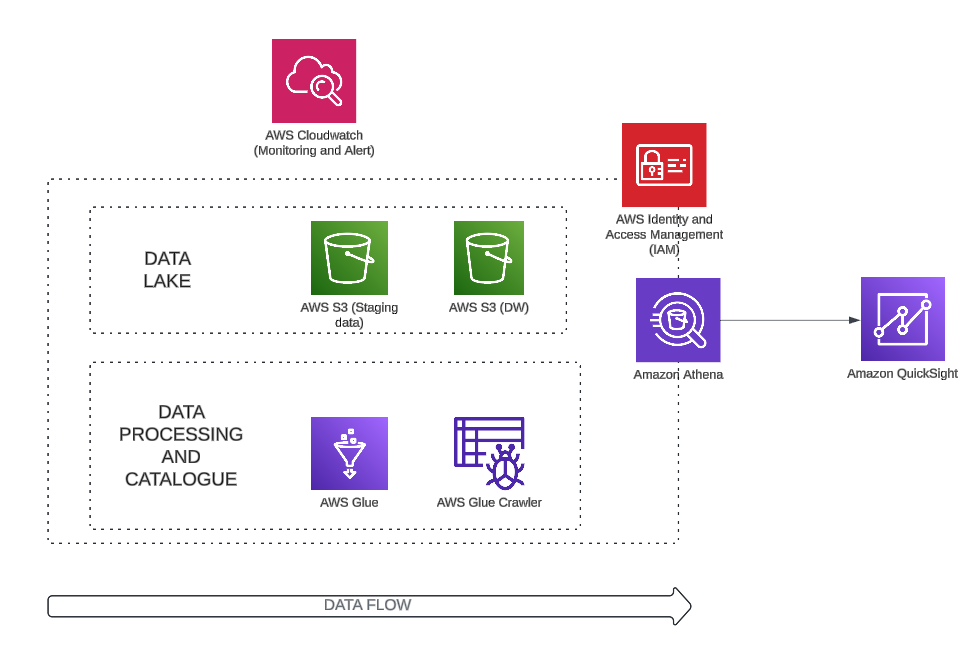 AWS Cloudwatch
(Monitoring and Alert)
AWS Identity and
Access Management
(IAM)
DATA
LAKE
AWS S3 (Staging
data)
AWS S3 (DW)
Amazon Athena
Amazon QuickSight
DATA
PROCESSING
AND
CATALOGUE
AWS Glue
AWS Glue Crawler
DATA FLOW